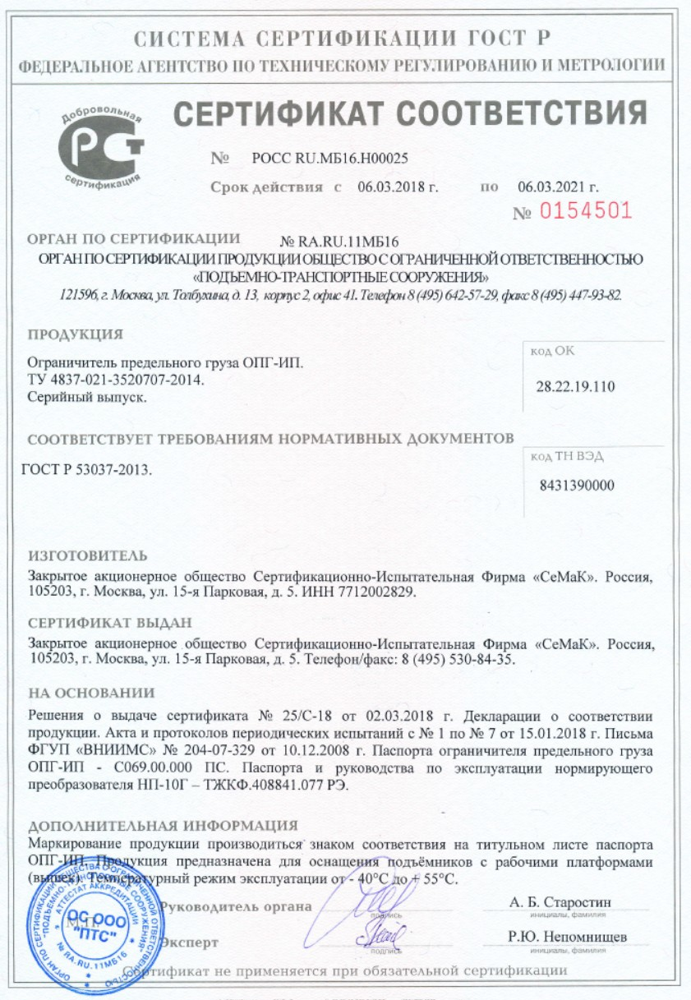 СИСТЕМА СЕРТИФИКАЦИИ ГОСТ Р
ФЕДЕРАЛЬНОЕ АГЕНТСТВО ПО ТЕХНИЧЕСКОМУ РЕГУЛИРОВАНИЮ И МЕТРОЛОГИИ
Добровольная
РСТ
сертификация
СЕРТИФИКАТ СООТВЕТСТВИЯ
№ РОСС RU.МБ16.Н00025
Срок действия с 06.03.2018 г. по 06.03.2021 г.
№ 0154501
ОРГАН ПО СЕРТИФИКАЦИИ № RA.RU.11МБ16
ОРГАН ПО СЕРТИФИКАЦИИ ПРОДУКЦИИ ОБЩЕСТВО С ОГРАНИЧЕННОЙ ОТВЕТСТВЕННОСТЬЮ
«ПОДЪЕМНО-ТРАНСПОРТНЫЕ СООРУЖЕНИЯ»
121596, г. Москва, ул. Толбухина, д. 13, корпус 2, офис 41. Телефон 8 (495) 642-57-29, факс 8 (495) 447-93-82.
ПРОДУКЦИЯ
Ограничитель предельного груза ОПГ-ИП.
ТУ 4837-021-3520707-2014.
Серийный выпуск.
код ОК
28.22.19.110
СООТВЕТСТВУЕТ ТРЕБОВАНИЯМ НОРМАТИВНЫХ ДОКУМЕНТОВ
ГОСТ Р 53037-2013.
код ТН ВЭД
8431390000
ИЗГОТОВИТЕЛЬ
Закрытое акционерное общество Сертификационно-Испытательная Фирма «СеМаК». Россия,
105203, г. Москва, ул. 15-я Парковая, д. 5. ИНН 7712002829.
СЕРТИФИКАТ ВЫДАН
Закрытое акционерное общество Сертификационно-Испытательная Фирма «СеМаК». Россия,
105203, г. Москва, ул. 15-я Парковая, д. 5. Телефон/факс: 8 (495) 530-84-35.
НА ОСНОВАНИИ
Решения о выдаче сертификата № 25/С-18 от 02.03.2018 г. Декларации о соответствии
продукции. Акта и протоколов периодических испытаний с № 1 по № 7 от 15.01.2018 г. Письма
ФГУП «ВНИИМС» № 204-07-329 от 10.12.2008 г. Паспорта ограничителя предельного груза
ОПГ-ИП - С069.00.000 ПС. Паспорта и руководства по эксплуатации нормирующего
преобразователя НП-10Г – ТЖКФ.408841.077 РЭ.
ДОПОЛНИТЕЛЬНАЯ ИНФОРМАЦИЯ
Маркирование продукции производиться знаком соответствия на титульном листе паспорта
ОПГ-ИП. Продукция предназначена для оснащения подъёмников с рабочими платформами
(вышек). Температурный режим эксплуатации от - 40°С до + 55°С.
Руководитель органа
подпись
А. Б. Старостин
инициалы, фамилия
М.П.
Эксперт
подпись
Р.Ю. Непомнищев
инициалы, фамилия
ОРГАН ПО СЕРТИФИКАЦИИ ОБЩЕСТВА С ОГРАНИЧЕННОЙ ОТВЕТСТВЕННОСТЬЮ
"ПОДЪЕМНО-ТРАНСПОРТНЫЕ СООРУЖЕНИЯ"
АТТЕСТАТ АККРЕДИТАЦИИ
ОС ООО
"ПТС"
№ RA.RU.11МБ16
Сертификат не применяется при обязательной сертификации